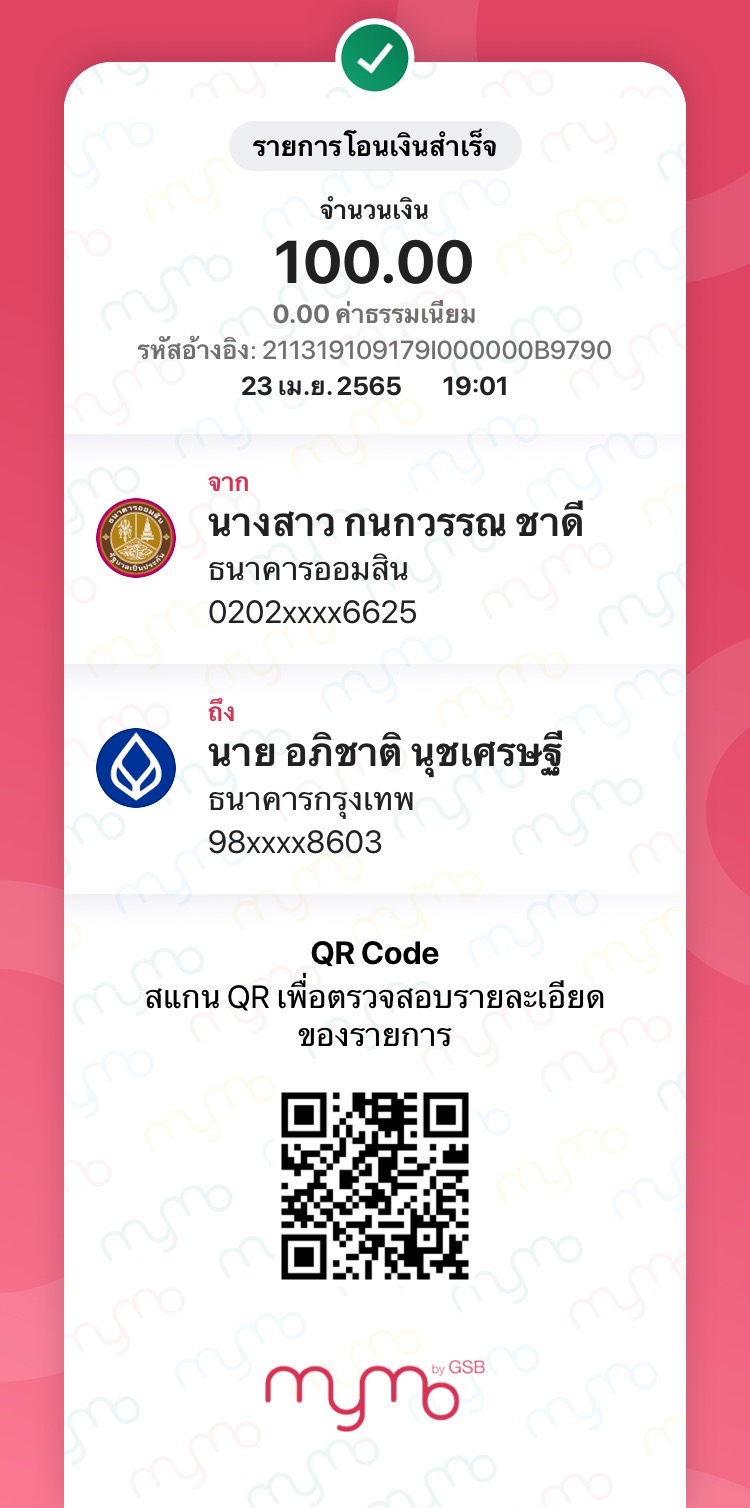 รายการโอนเงินสำเร็จ
จำนวนเงิน
100.00
0.00 ค่าธรรมเนียม
รหัสอ้างอิง: 211319109179I000000B9790
23 เม.ย. 2565 19:01
จาก
นางสาว กนกวรรณ ชาดี
ธนาคารออมสิน
0202xxxx6625
ถึง
นาย อภิชาติ นุชเศรษฐี
ธนาคารกรุงเทพ
98xxxx8603
QR Code
สแกน QR เพื่อตรวจสอบรายละเอียด
ของรายการ
mymo by GSB